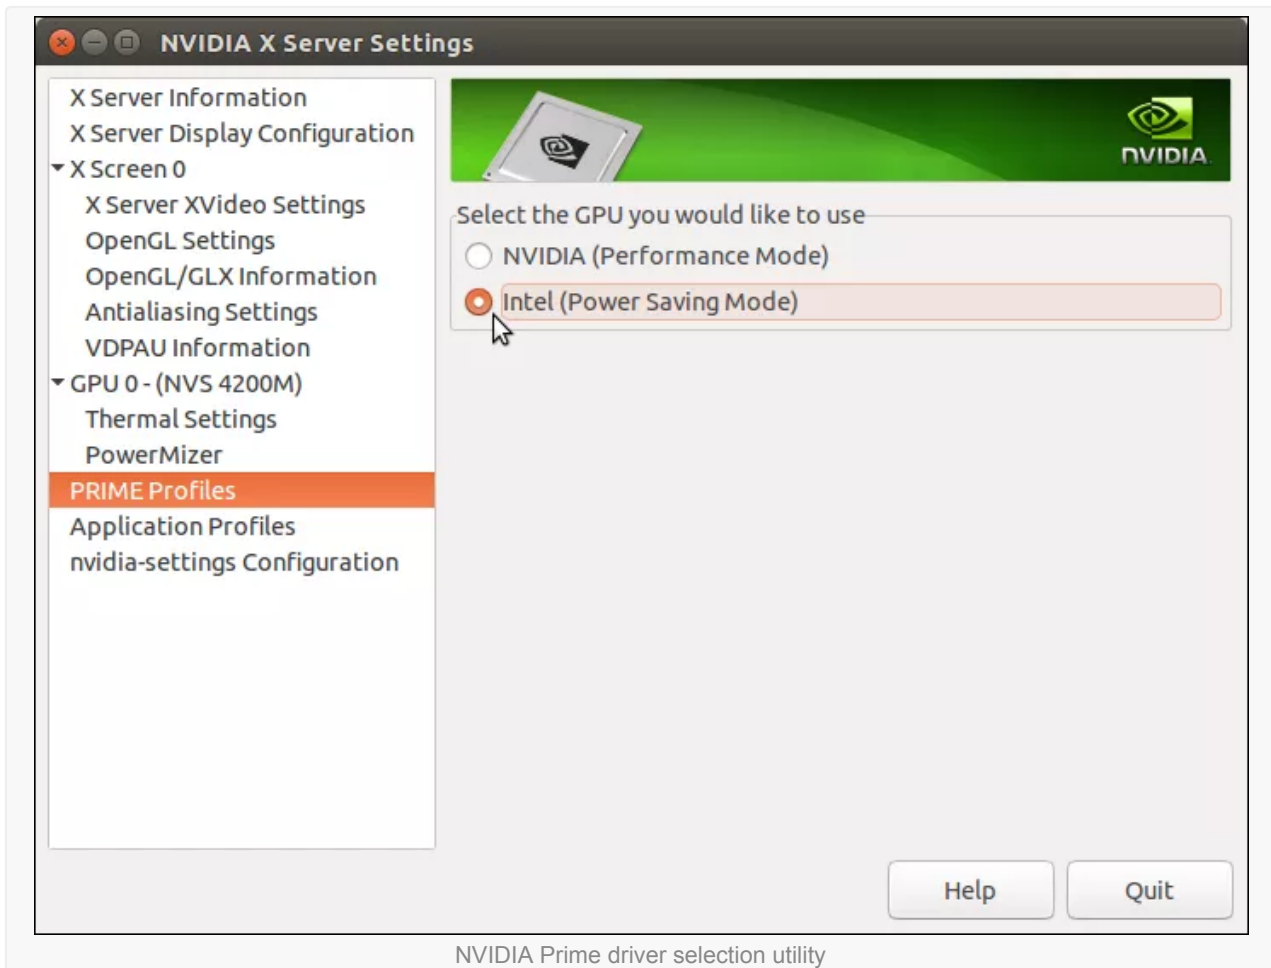 NVIDIA X Server Settings
X Server Information
X Server Display Configuration
X Screen 0
X Server XVideo Settings
OpenGL Settings
OpenGL/GLX Information
Antialiasing Settings
VDPAU Information
GPU 0 - (NVS 4200M)
Thermal Settings
PowerMizer
PRIME Profiles
Application Profiles
nvidia-settings Configuration
NVIDIA.
Select the GPU you would like to use
NVIDIA (Performance Mode)
Intel (Power Saving Mode)
Help
Quit
NVIDIA Prime driver selection utility